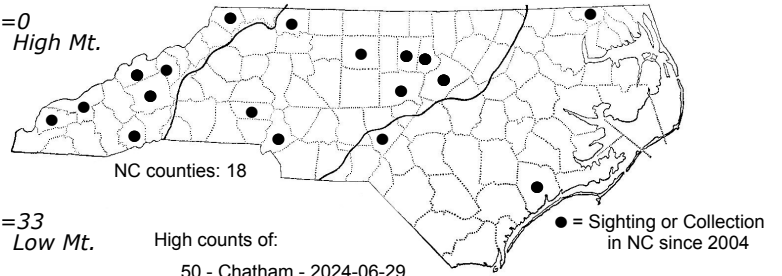 =0
High Mt.
NC counties: 18
=33
Low Mt.
High counts of:
50 - Chatham - 2024-06-29
● = Sighting or Collection
in NC since 2004